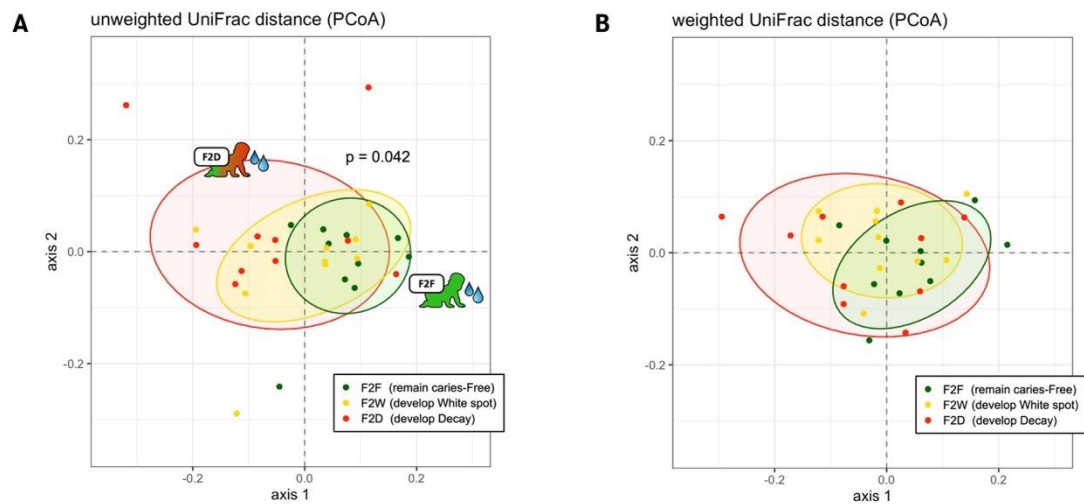 A
unweighted UniFrac distance (PCoA)
axis 2
0.2
0.0
-0.2
F2D
p = 0.042
F2F
F2F (remain caries-Free)
F2W (develop White spot)
F2D (develop Decay)
-0.2
0.0
0.2
axis 1
B
weighted UniFrac distance (PCoA)
axis 2
0.2
0.0
-0.2
F2F (remain caries-Free)
F2W (develop White spot)
F2D (develop Decay)
-0.2
0.0
0.2
axis 1